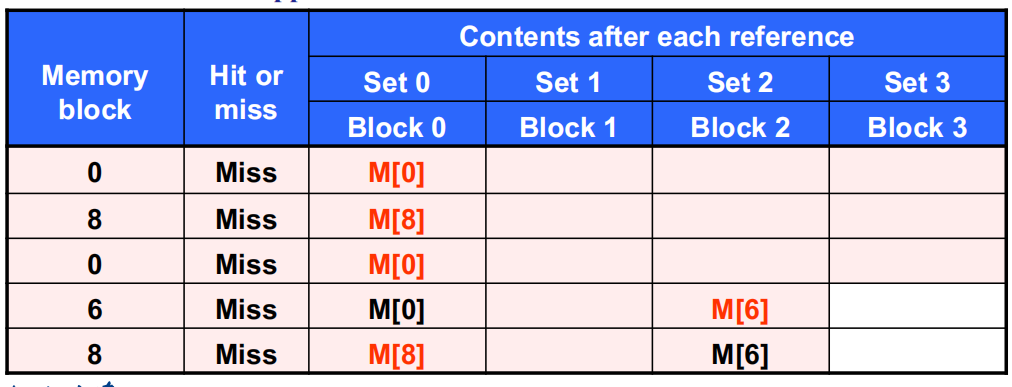 Contents after each reference
Memory block
Hit or miss
Set 0
Set 1
Set 2
Set 3
Block 0
Block 1
Block 2
Block 3
0 Miss M[0]
8 Miss M[8]
0 Miss M[0]
6 Miss M[0] M[6]
8 Miss M[8] M[6]